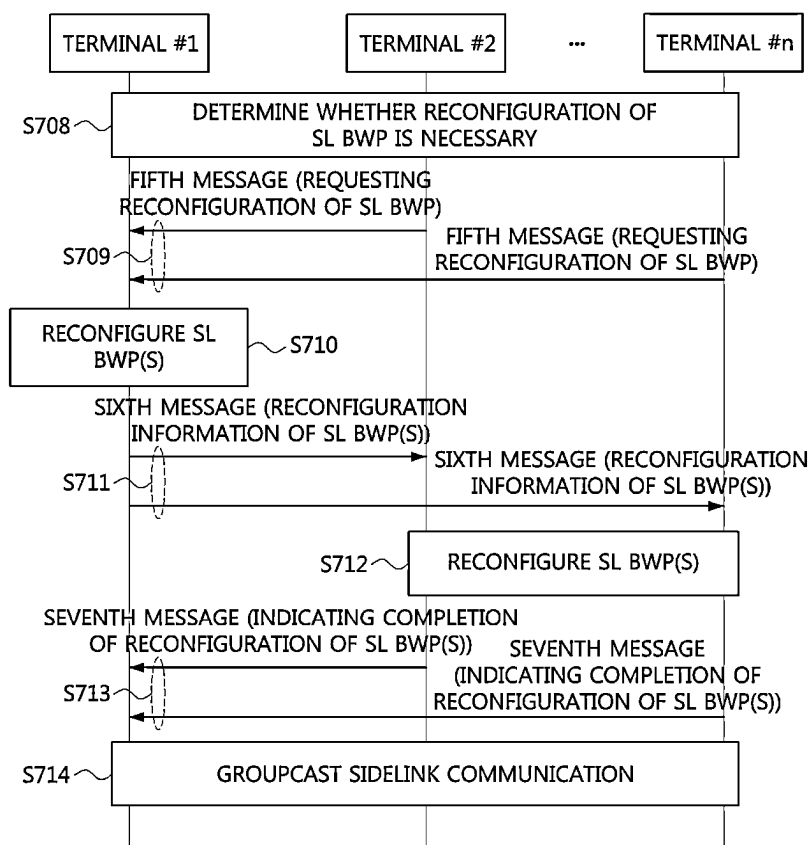 TERMINAL #1
TERMINAL #2
...
TERMINAL #n
S708
DETERMINE WHETHER RECONFIGURATION OF
SL BWP IS NECESSARY
FIFTH MESSAGE (REQUESTING
RECONFIGURATION OF SL BWP)
S709
FIFTH MESSAGE (REQUESTING
RECONFIGURATION OF SL BWP)
RECONFIGURE SL
BWP(S)
S710
SIXTH MESSAGE (RECONFIGURATION
INFORMATION OF SL BWP(S))
S711
SIXTH MESSAGE (RECONFIGURATION
INFORMATION OF SL BWP(S))
S712
RECONFIGURE SL BWP(S)
SEVENTH MESSAGE (INDICATING COMPLETION
OF RECONFIGURATION OF SL BWP(S))
S713
SEVENTH MESSAGE
(INDICATING COMPLETION OF
RECONFIGURATION OF SL BWP(S))
S714
GROUPCAST SIDELINK COMMUNICATION